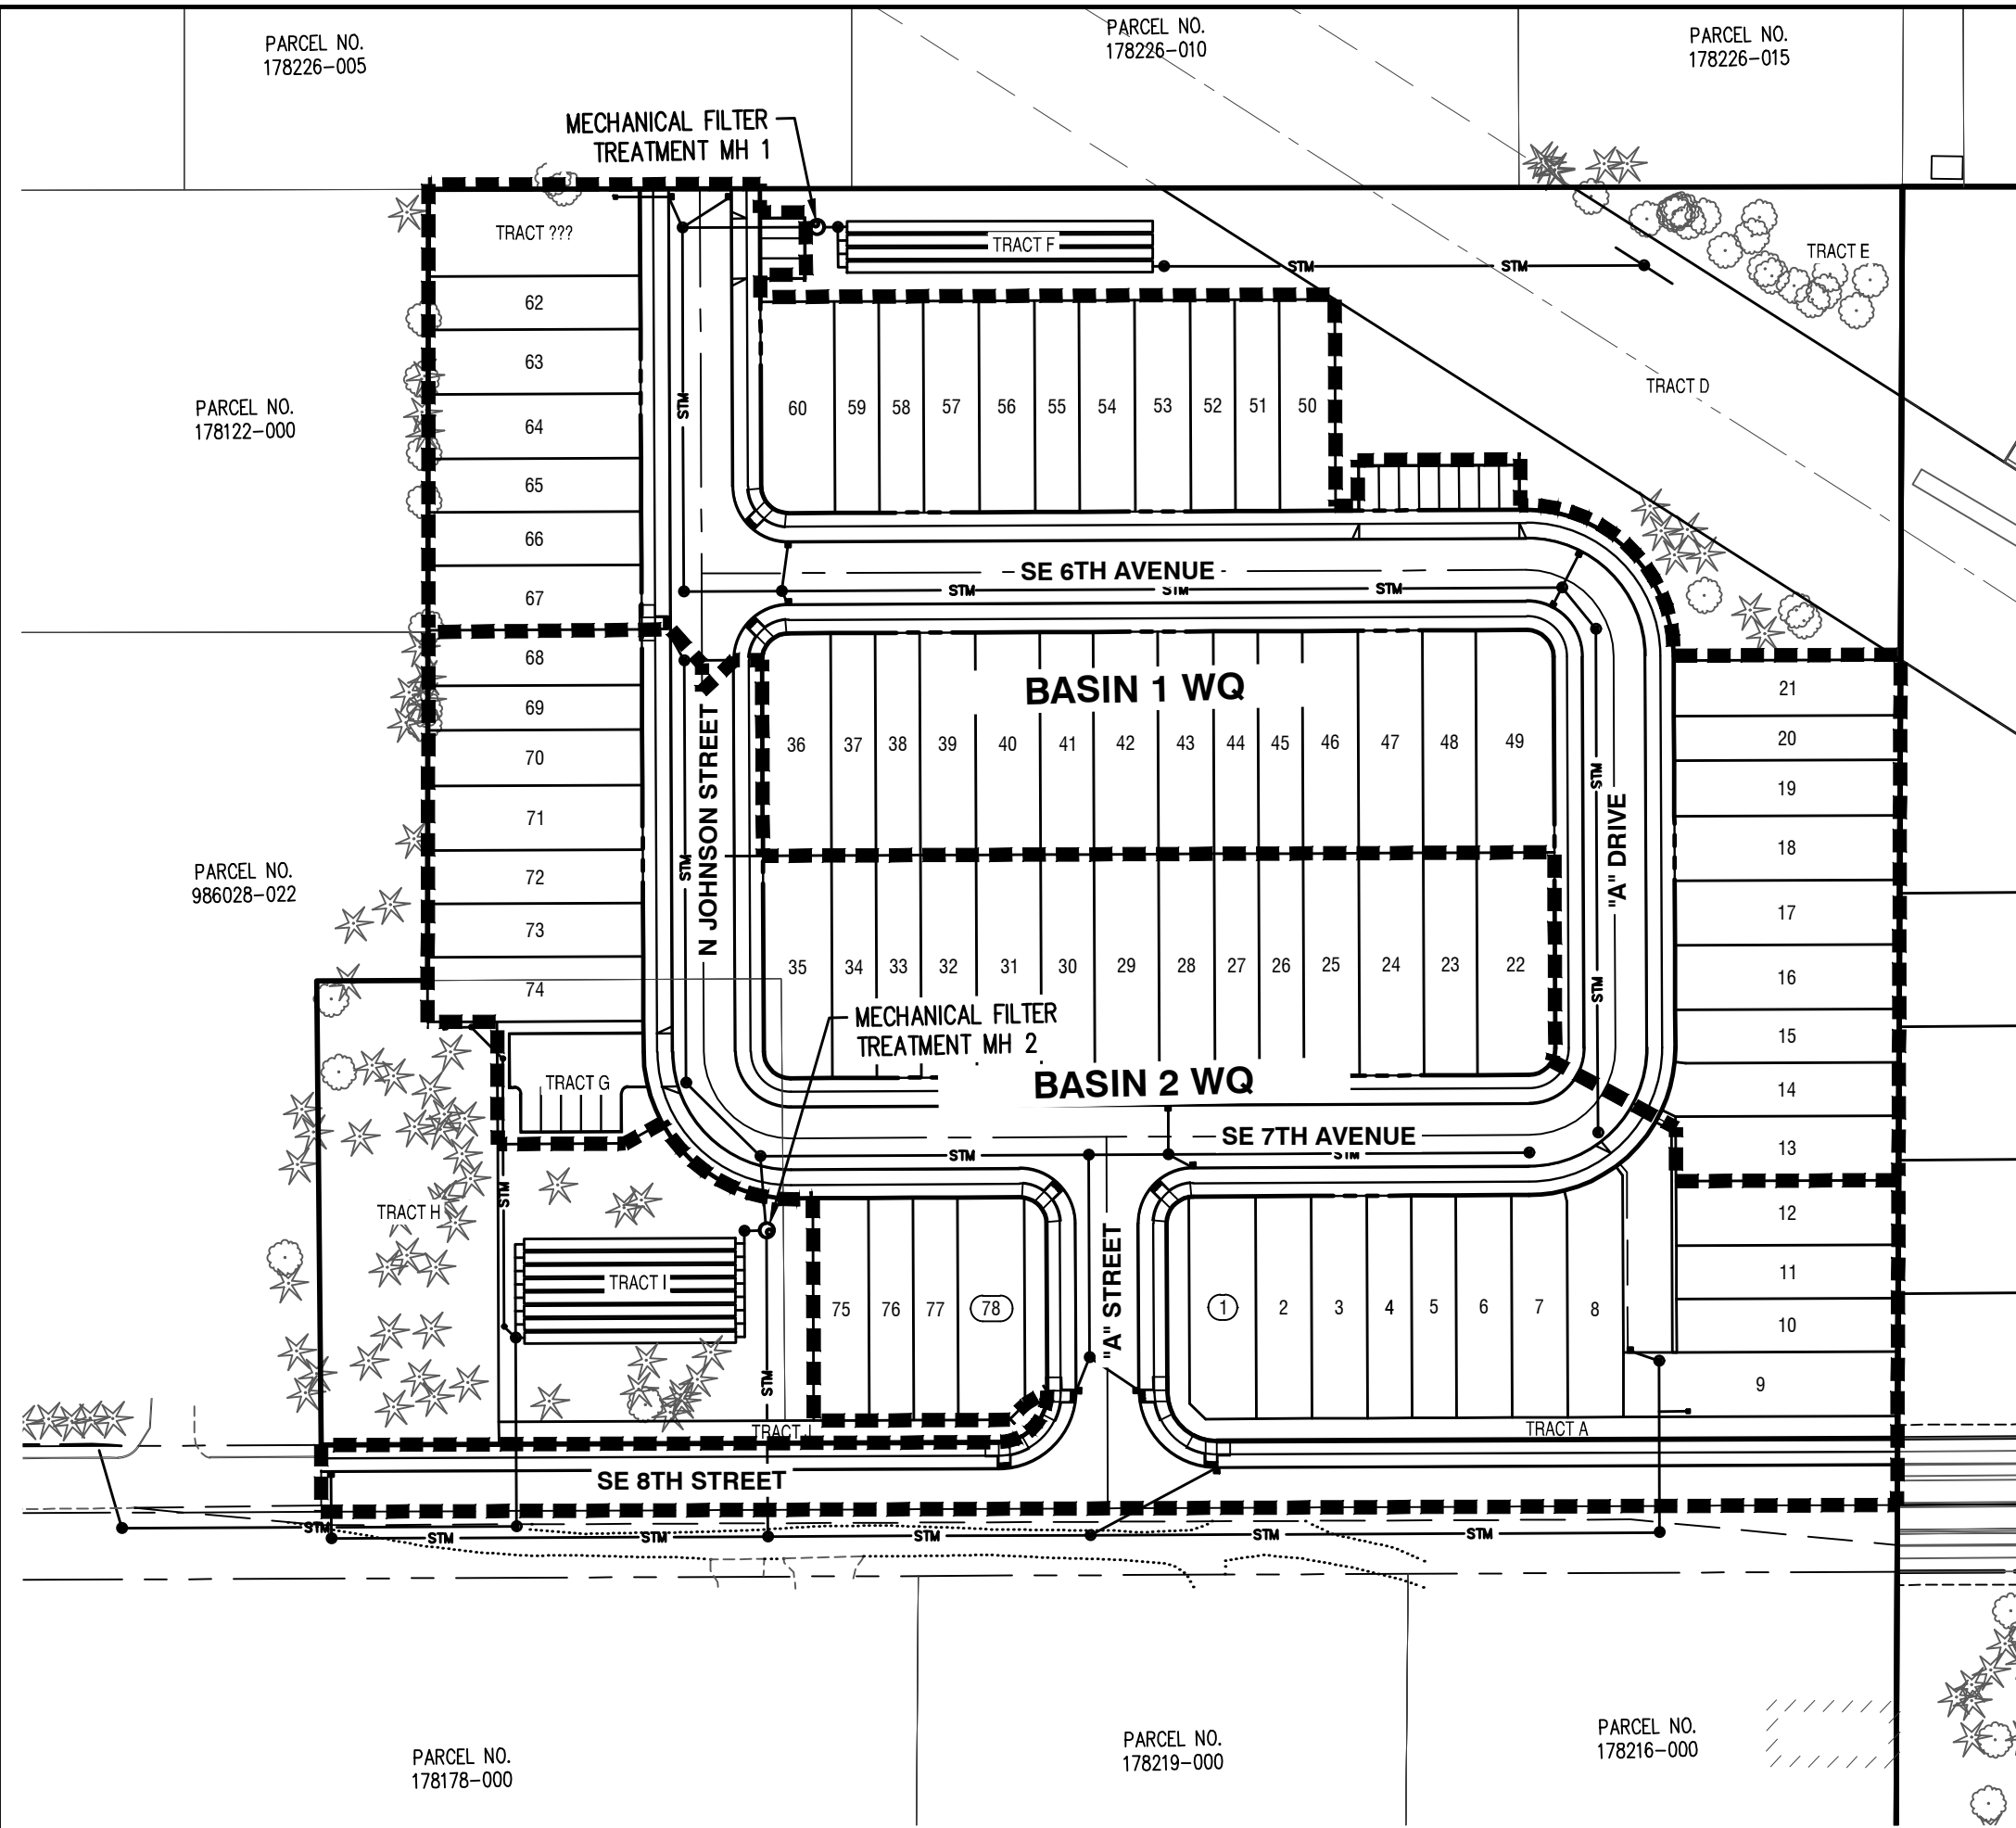 PARCEL NO.
178226-005
PARCEL NO.
178226-010
PARCEL NO.
178226-015
MECHANICAL FILTER
TREATMENT MH 1
TRACT ???
TRACT F
STM
STM
TRACT E
62
63
64
65
66
67
STM
60
59
58
57
56
55
54
53
52
51
50
TRACT D
PARCEL NO.
178122-000
SE 6TH AVENUE
STM
STM
STM
68
69
70
71
72
73
74
BASIN 1 WQ
36
37
38
39
40
41
42
43
44
45
46
47
48
49
N JOHNSON STREET
STM
STM
"A" DRIVE
STM
21
20
19
18
17
16
15
14
13
PARCEL NO.
986028-022
35
34
33
32
31
30
29
28
27
26
25
24
23
22
MECHANICAL FILTER
TREATMENT MH 2
TRACT G
BASIN 2 WQ
SE 7TH AVENUE
STM
STM
TRACT H
STM
TRACT I
STM
75
76
77
78
"A" STREET
1
2
3
4
5
6
7
8
12
11
10
9
TRACT J
TRACT A
SE 8TH STREET
STM
STM
STM
STM
STM
STM
PARCEL NO.
178178-000
PARCEL NO.
178219-000
PARCEL NO.
178216-000